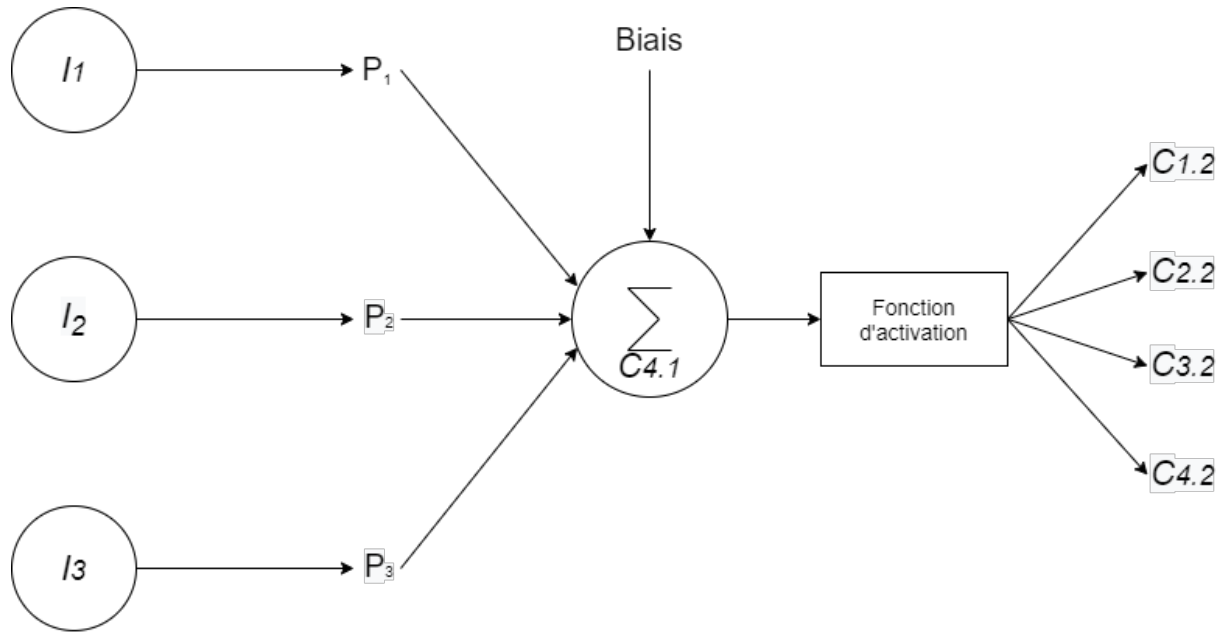 I1
P₁
Biais
I2
P₂
∑
C4.1
Fonction
d'activation
C1.2
C2.2
C3.2
C4.2
I3
P₃